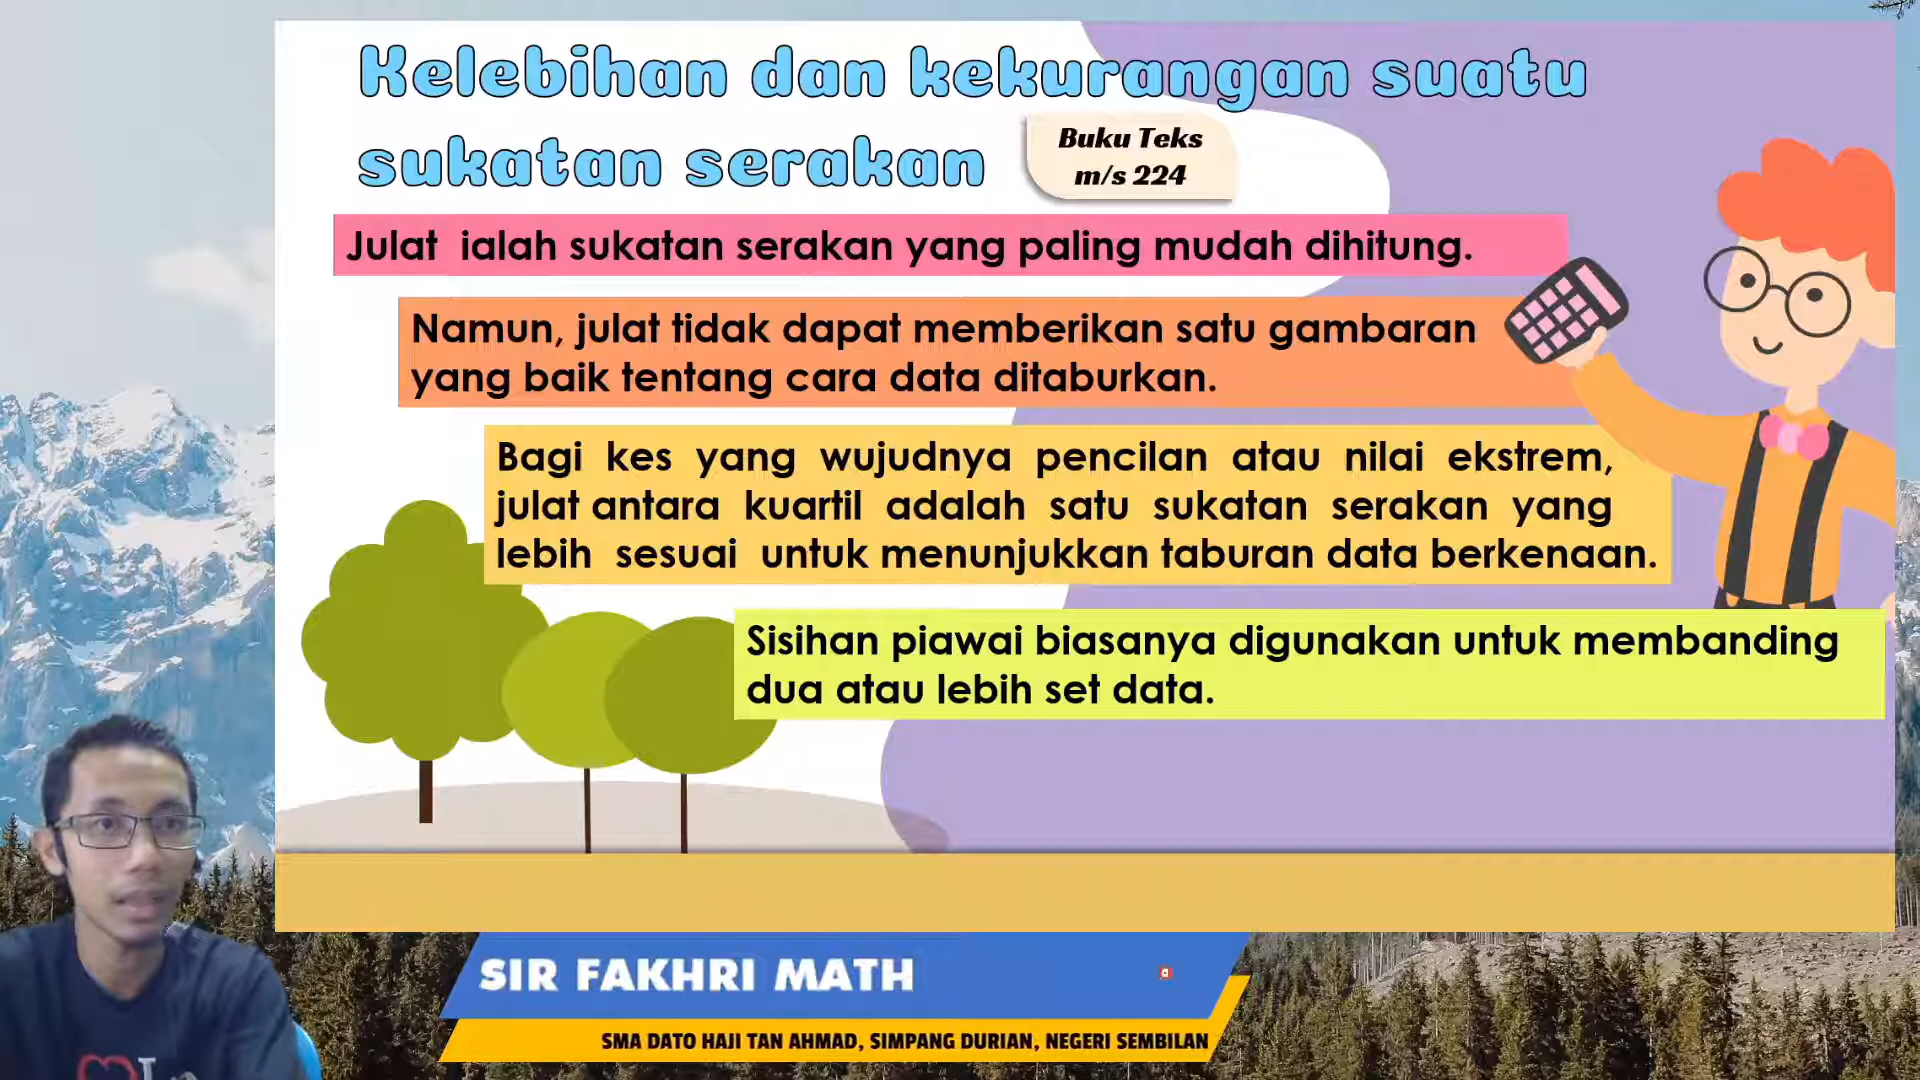 Kelebihan dan kekurangan suatu
sukatan serakan
Buku Teks
m/s 224
Julat ialah sukatan serakan yang paling mudah dihitung.
Namun, julat tidak dapat memberikan satu gambaran
yang baik tentang cara data ditaburkan.
Bagi kes yang wujudnya pencilan atau nilai ekstrem,
julat antara kuartil adalah satu sukatan serakan yang
lebih sesuai untuk menunjukkan taburan data berkenaan.
Sisihan piawai biasanya digunakan untuk membanding
dua atau lebih set data.
SIR FAKHRI MATH
SMA DATO HAJI TAN AHMAD, SIMPANG DURIAN, NEGERI SEMBILAN